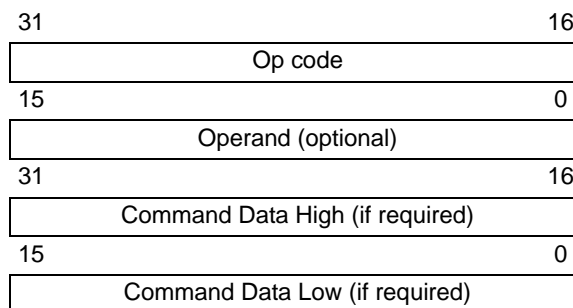 31 16
Op code
15 0
Operand (optional)
31 16
Command Data High (if required)
15 0
Command Data Low (if required)